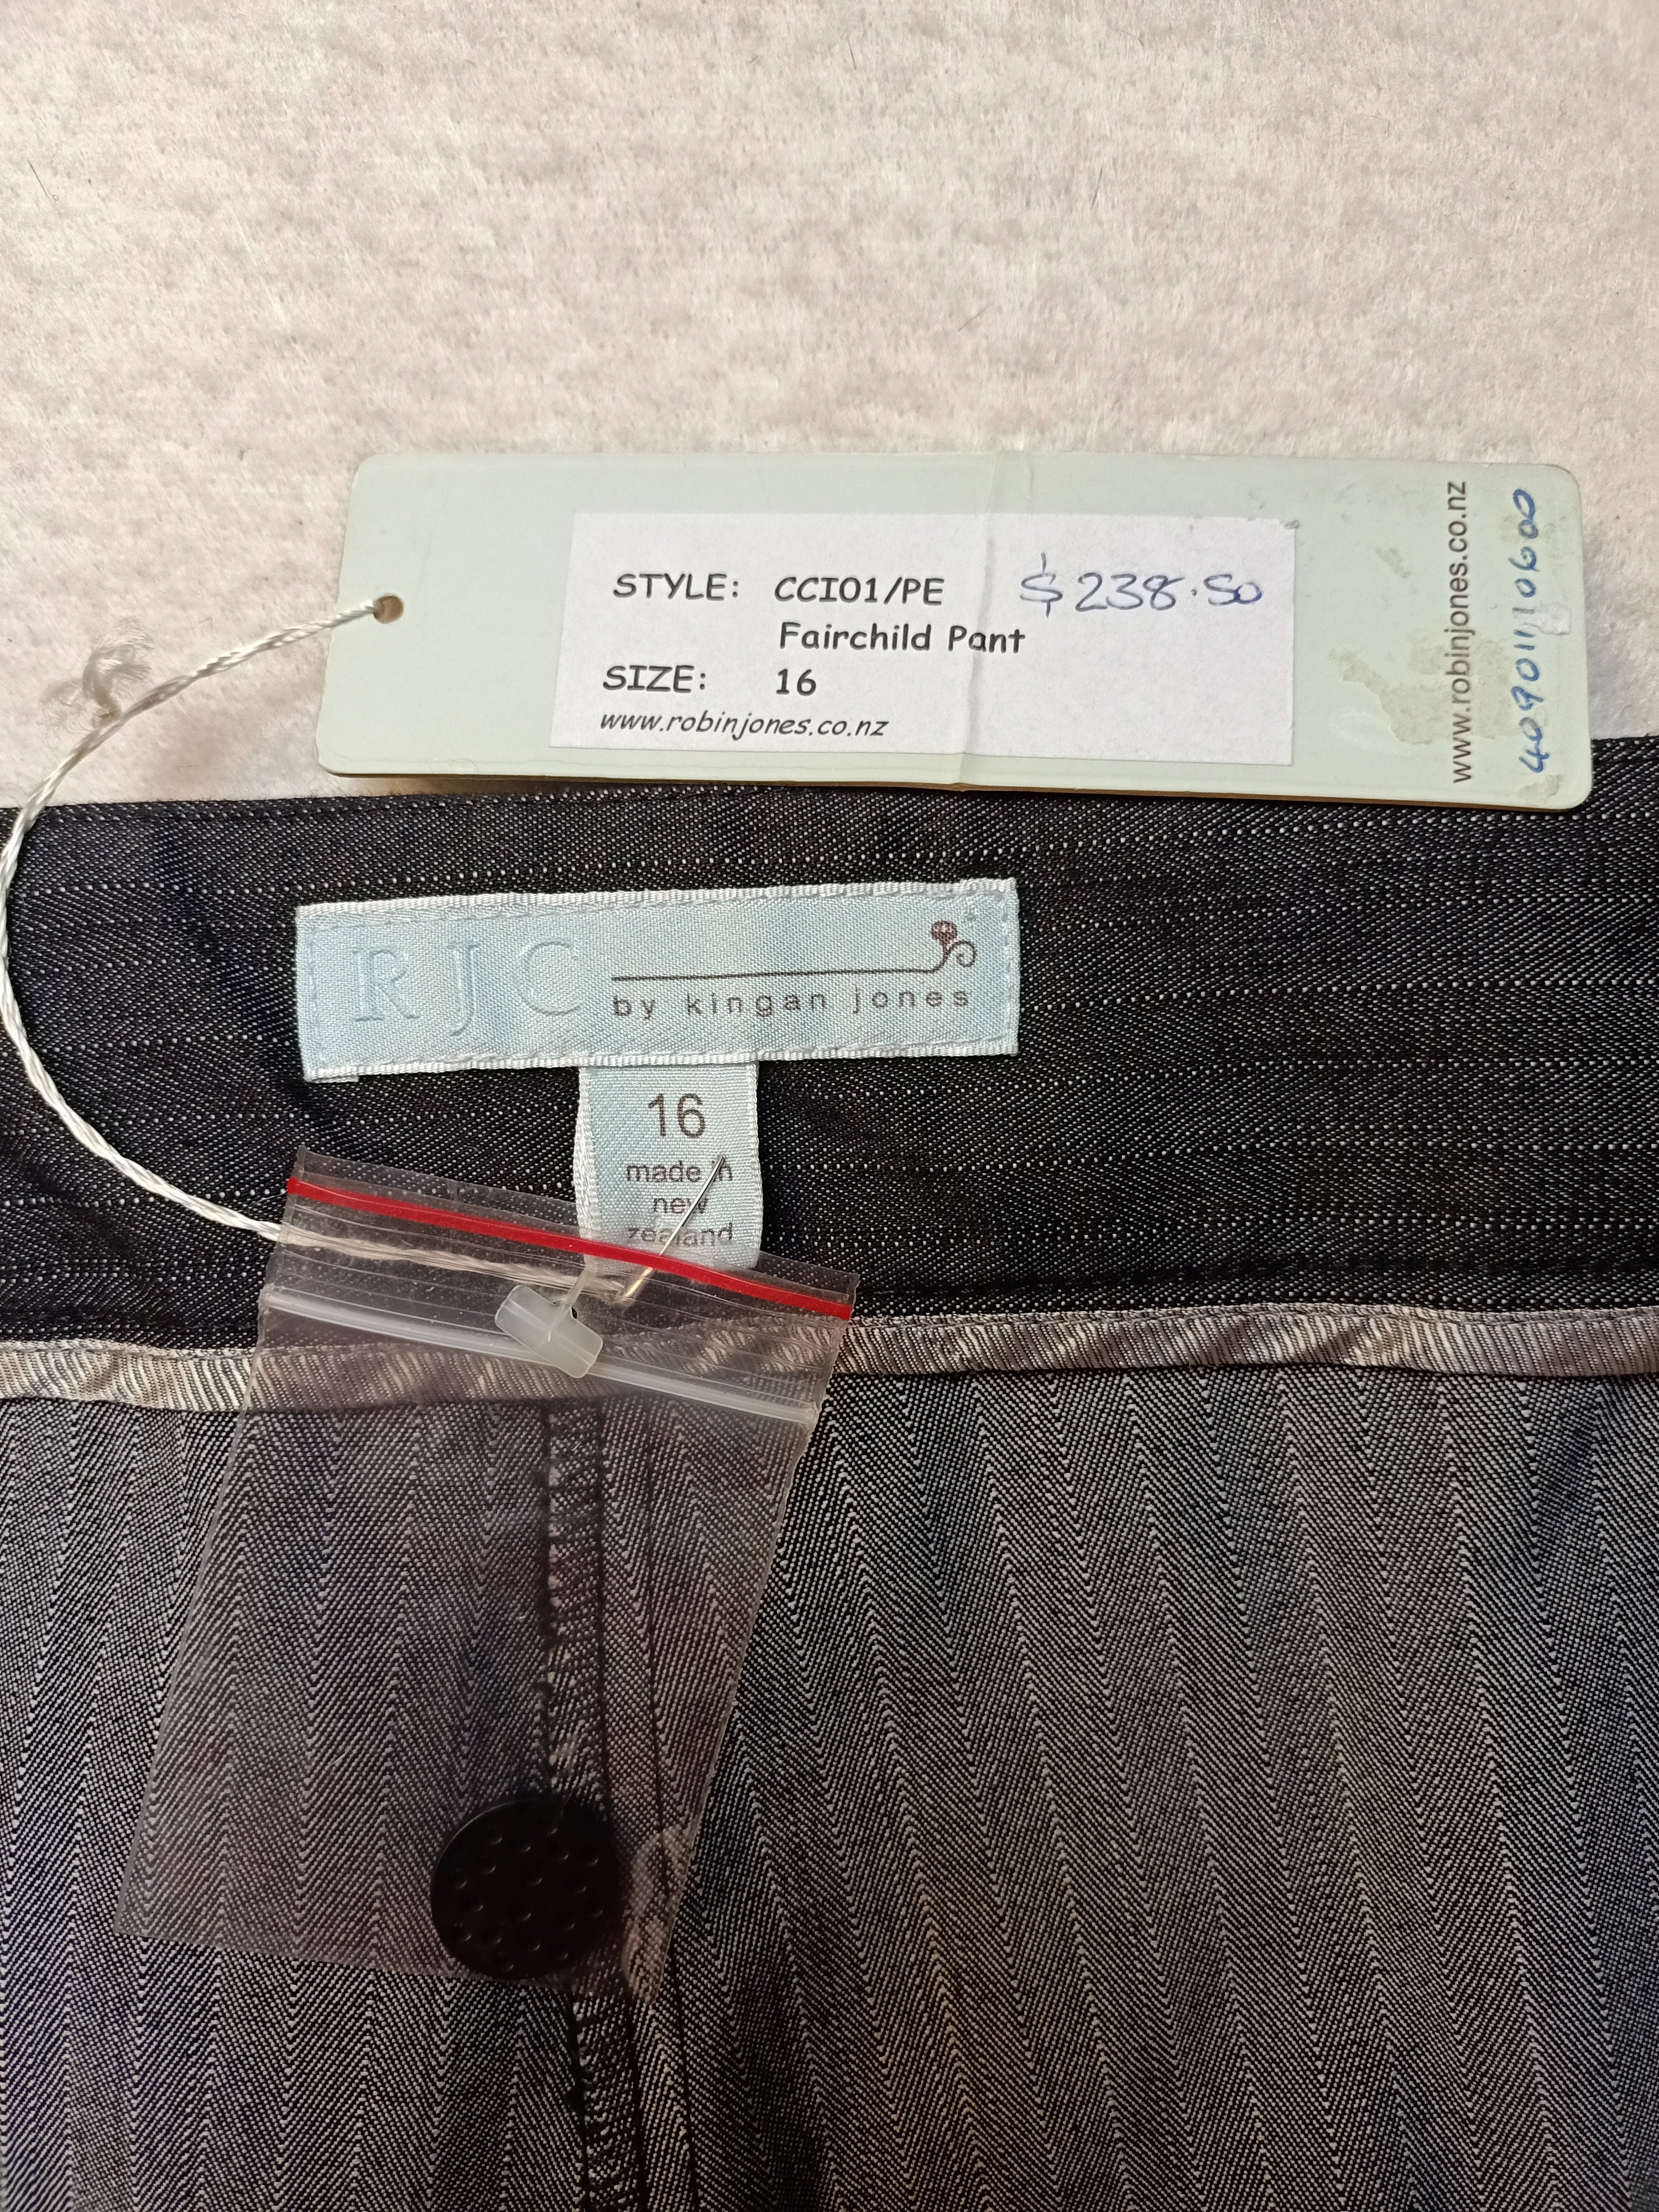 STYLE: CCI01/PE $238.50
Fairchild Pant
SIZE: 16
www.robinjones.co.nz
www.robinjones.co.nz
40901110600
RJC
by kingan jones
16
made in
new
zealand